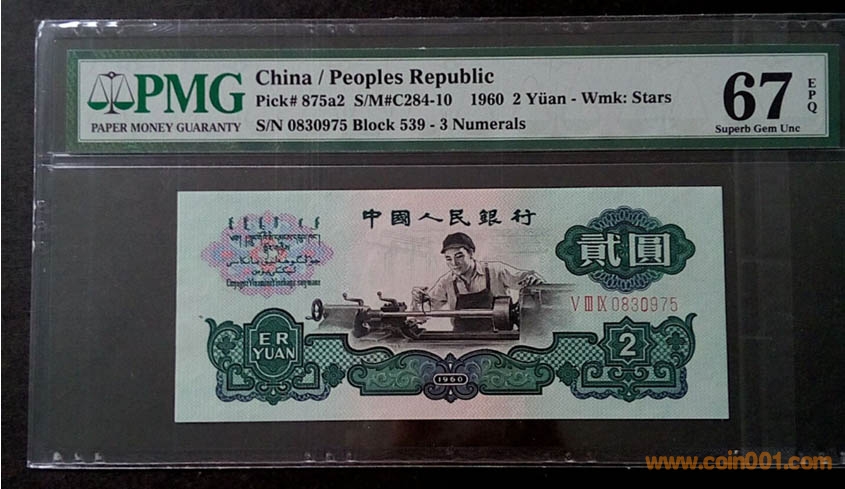 PMG
PAPER MONEY GUARANTY
China / Peoples Republic
Pick# 875a2 S/M#C284-10 1960 2 Yüan - Wmk: Stars
S/N 0830975 Block 539 - 3 Numerals
67
EPQ
Superb Gem Unc
中國人民銀行
貳圓
V III IX 0830975
ER
YUAN
1960
2
www.coin001.com